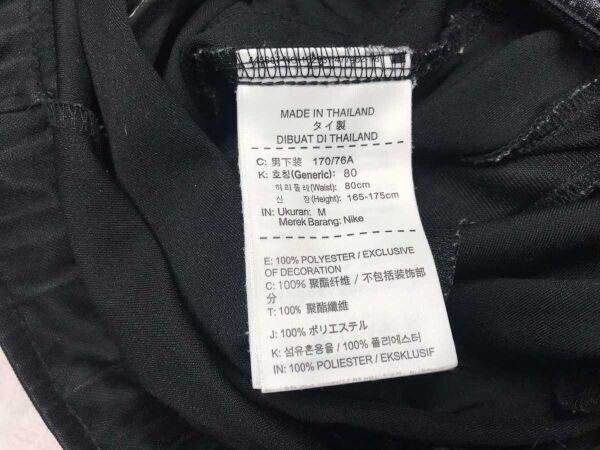 MADE IN THAILAND
タイ製
DIBUAT DI THAILAND
C: 男下装 170/76A
K: 호칭(Generic): 80
허리둘레(Waist): 80cm
신 장(Height): 165-175cm
IN: Ukuran: M
Merek Barang: Nike
E: 100% POLYESTER / EXCLUSIVE
OF DECORATION
C: 100% 聚酯纤维 / 不包括装饰部
分
T: 100% 聚酯纖維
J: 100% ポリエステル
K: 섬유혼용율 / 100% 폴리에스터
IN: 100% POLIESTER / EKSKLUSIF